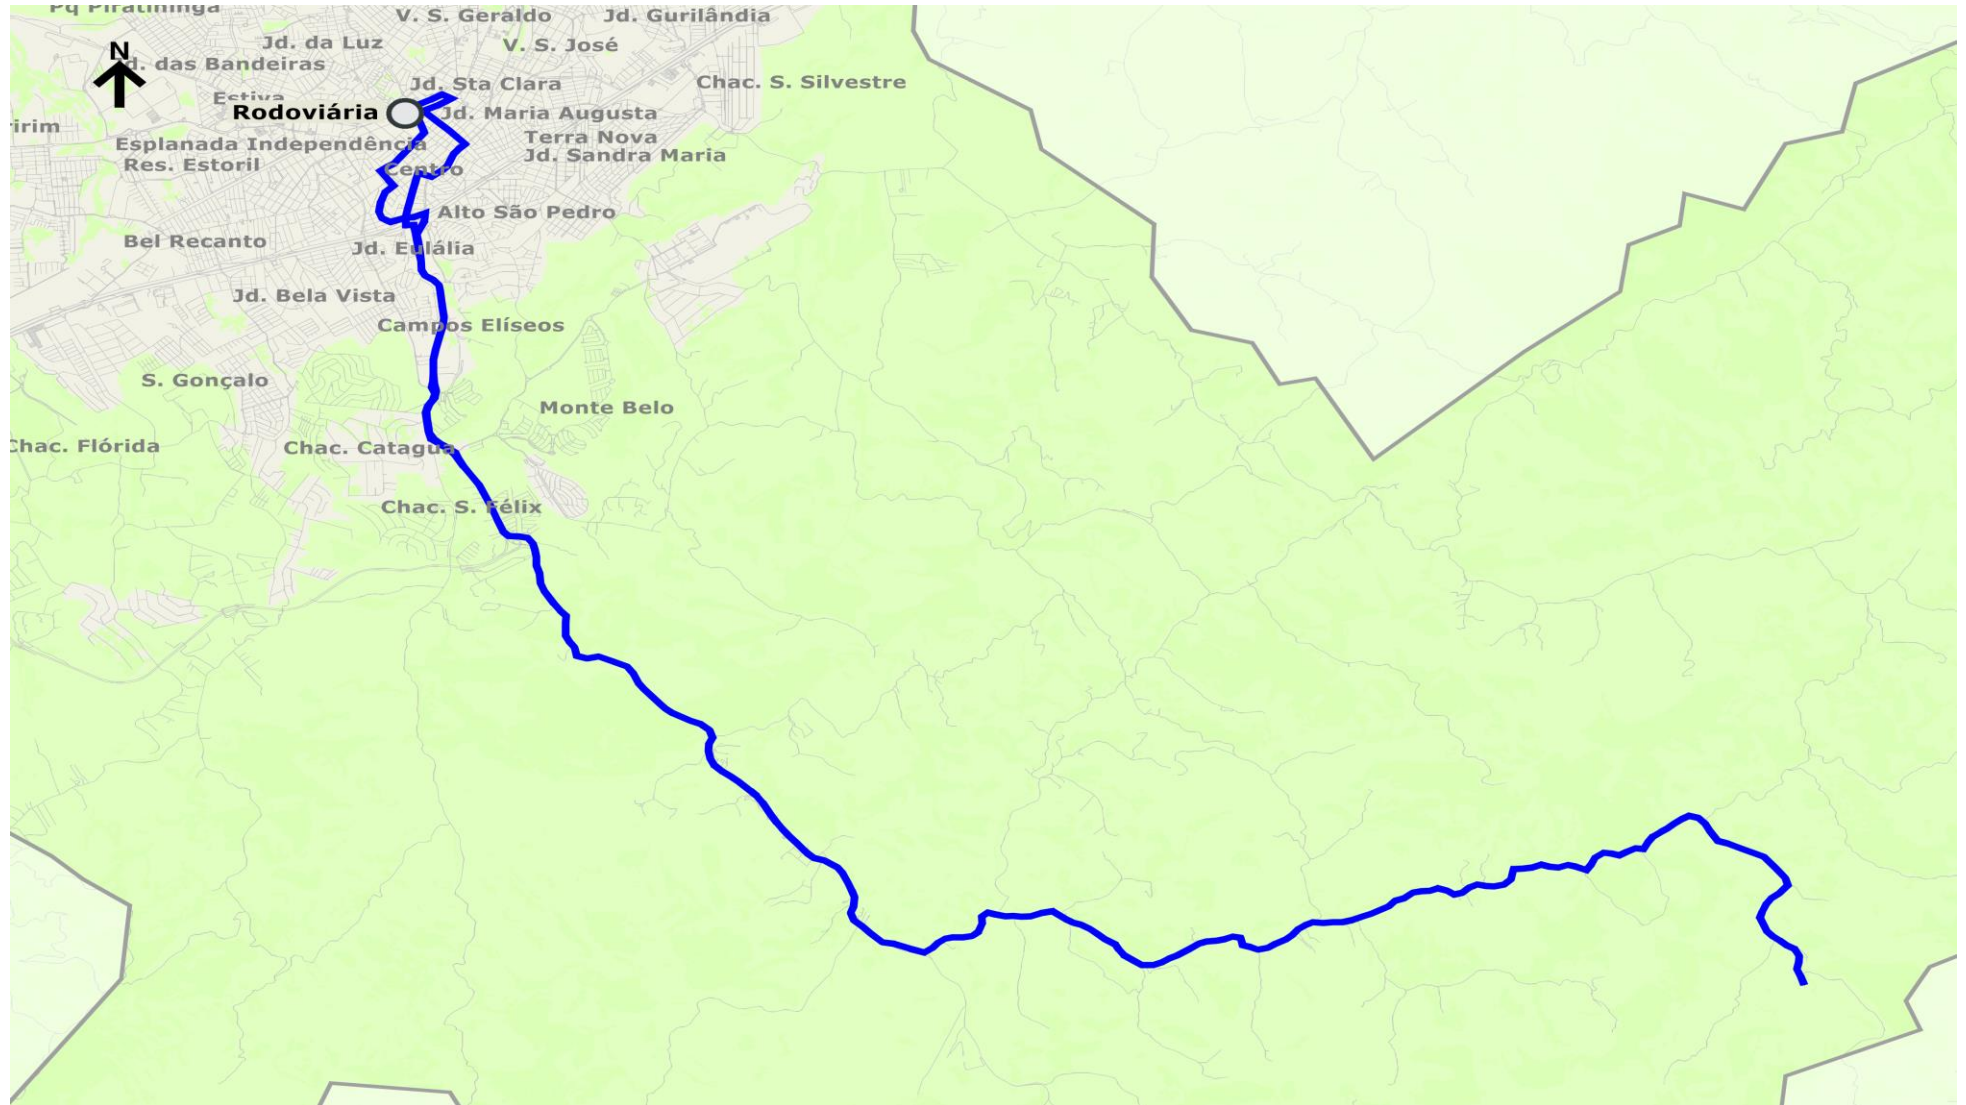 Pq Piratininga
V. S. Geraldo
Jd. Gurilândia
Jd. da Luz
V. S. José
N
Jd. das Bandeiras
Jd. Sta Clara
Chac. S. Silvestre
Estiva
Rodoviária
Jd. Maria Augusta
ririm
Terra Nova
Esplanada Independência
Jd. Sandra Maria
Res. Estoril
Centro
Alto São Pedro
Bel Recanto
Jd. Eulália
Jd. Bela Vista
Campos Elíseos
S. Gonçalo
Monte Belo
Chac. Flórida
Chac. Catagua
Chac. S. Félix